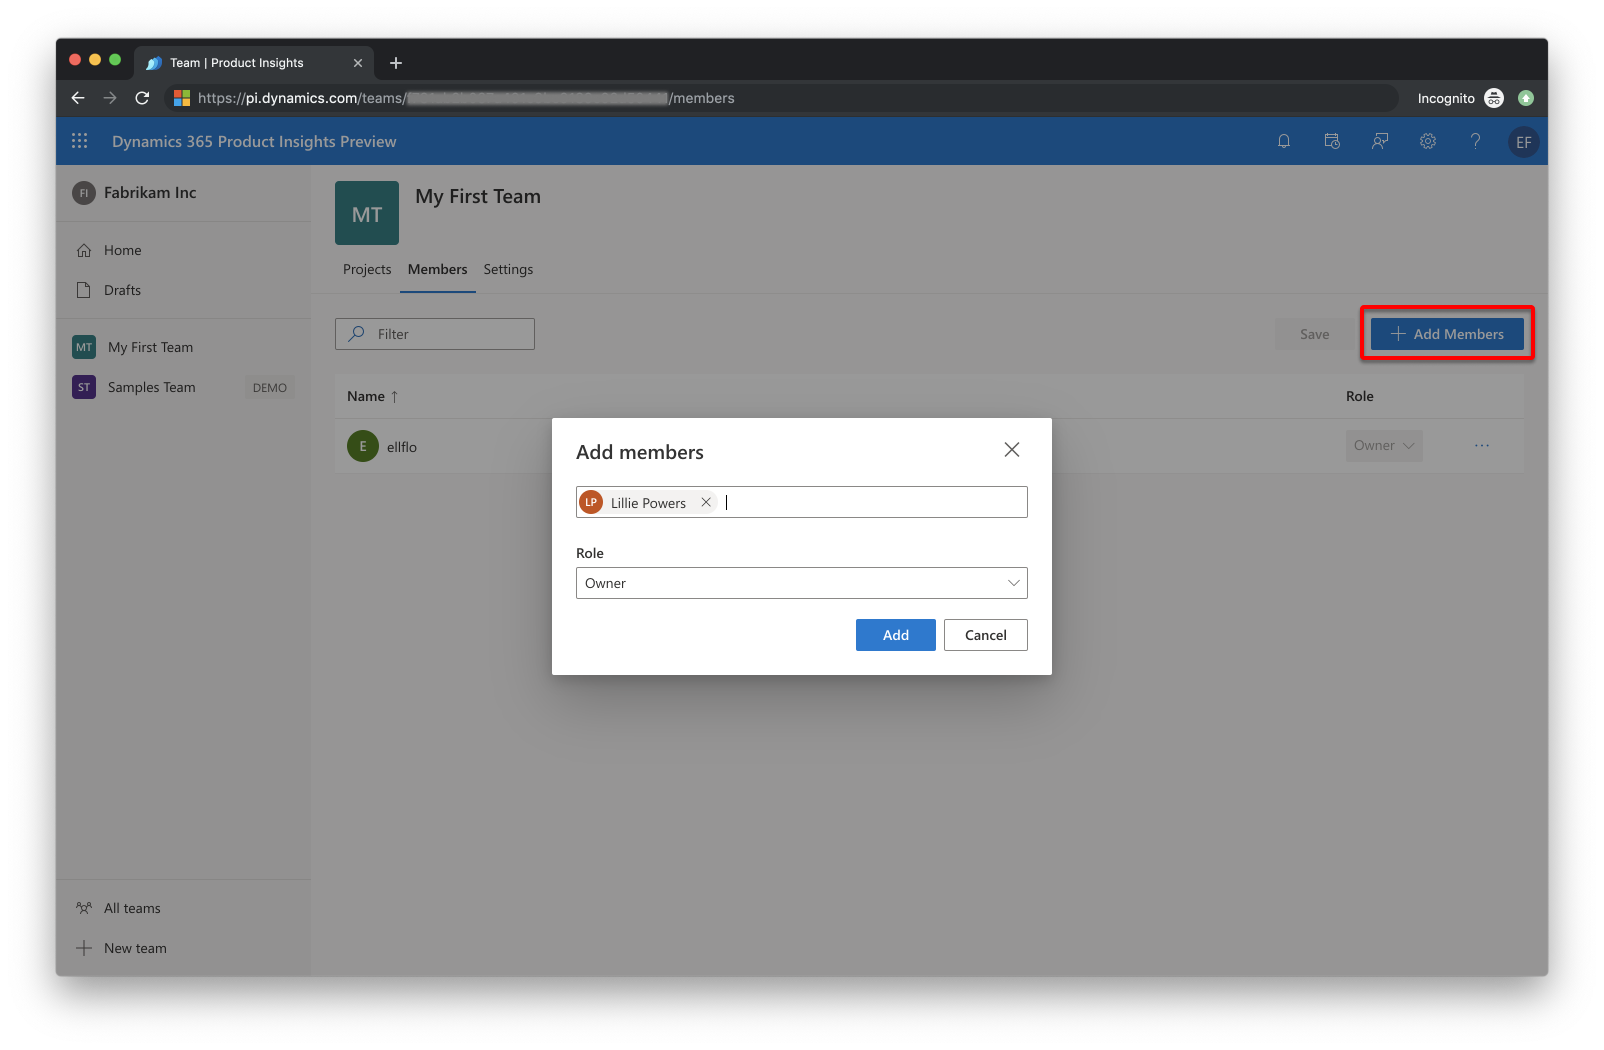 Team | Product Insights
https://pi.dynamics.com/teams/ /members
Incognito
Dynamics 365 Product Insights Preview
EF
FI Fabrikam Inc
Home
Drafts
MT My First Team
ST Samples Team DEMO
All teams
New team
MT My First Team
Projects Members Settings
Filter
Save
Add Members
Name ↑ Role
E ellflo Owner
Add members
LP Lillie Powers
Role
Owner
Add Cancel